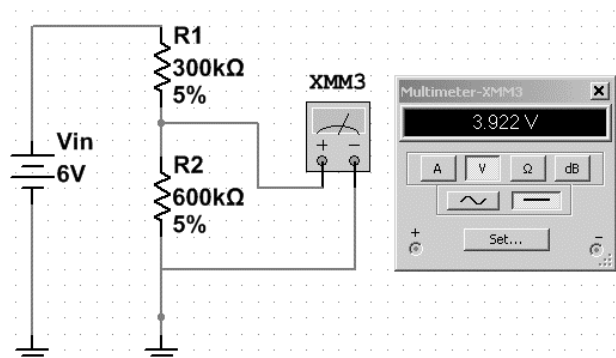 R1
300kΩ
5%
XMM3
Multimeter-XMM3
3.922 V
Vin
6V
R2
600kΩ
5%
+ −
A V Ω dB
Set...
+ −